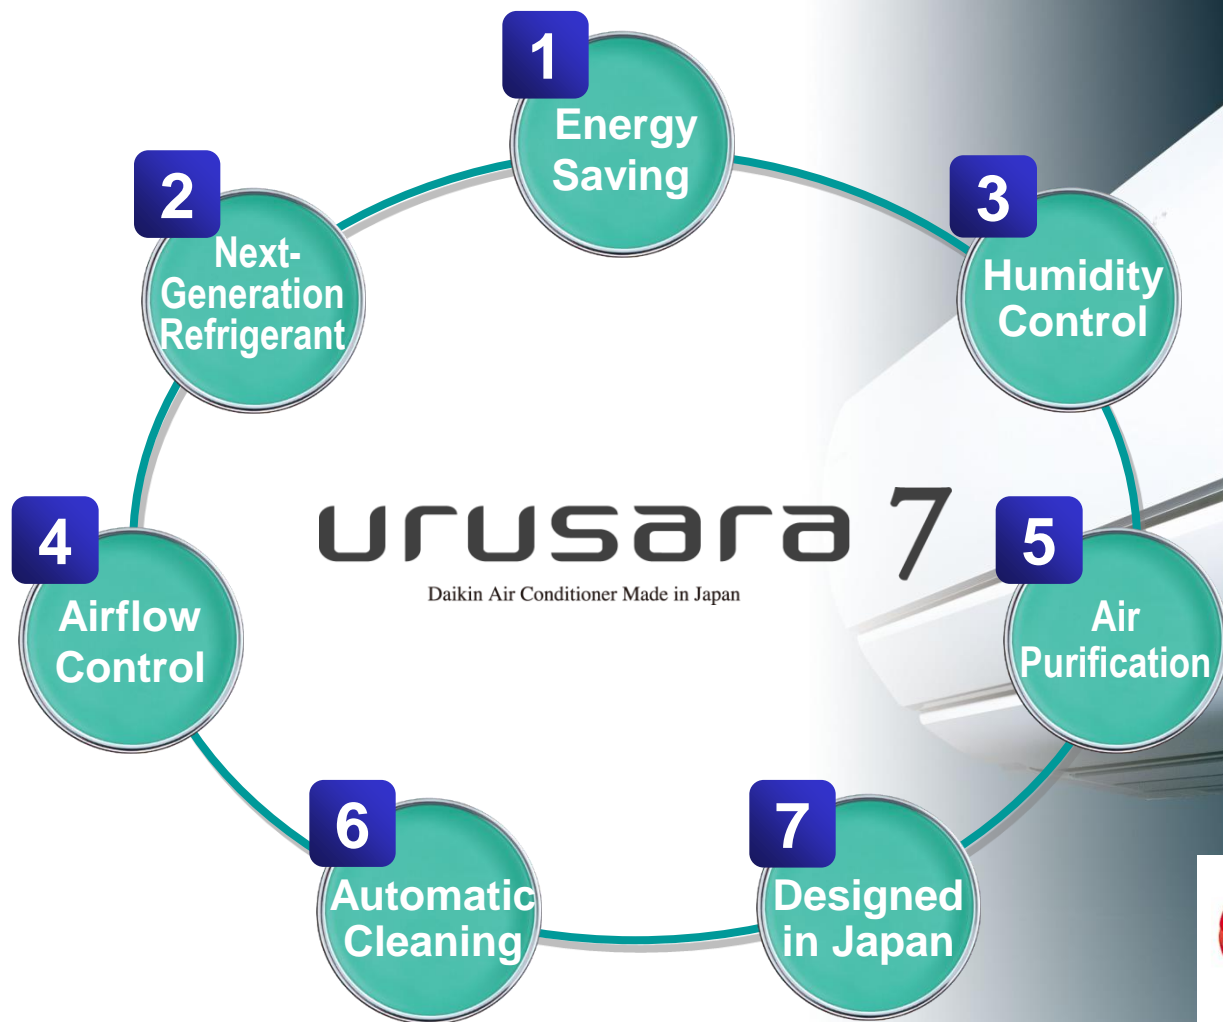 1
Energy
Saving
2
Next-
Generation
Refrigerant
3
Humidity
Control
urusara 7
Daikin Air Conditioner Made in Japan
4
Airflow
Control
5
Air
Purification
6
Automatic
Cleaning
7
Designed
in Japan